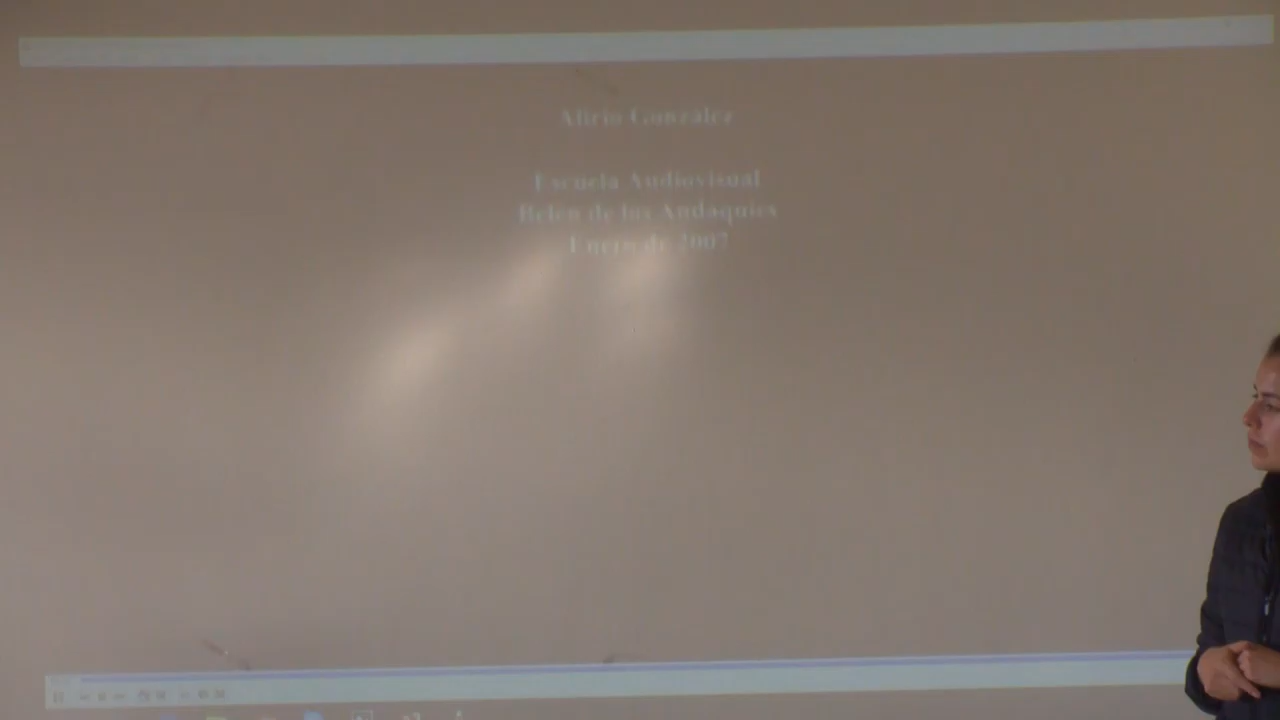 Alirio González
Escuela Audiovisual
Belén de los Andaquíes
Enero de 2007